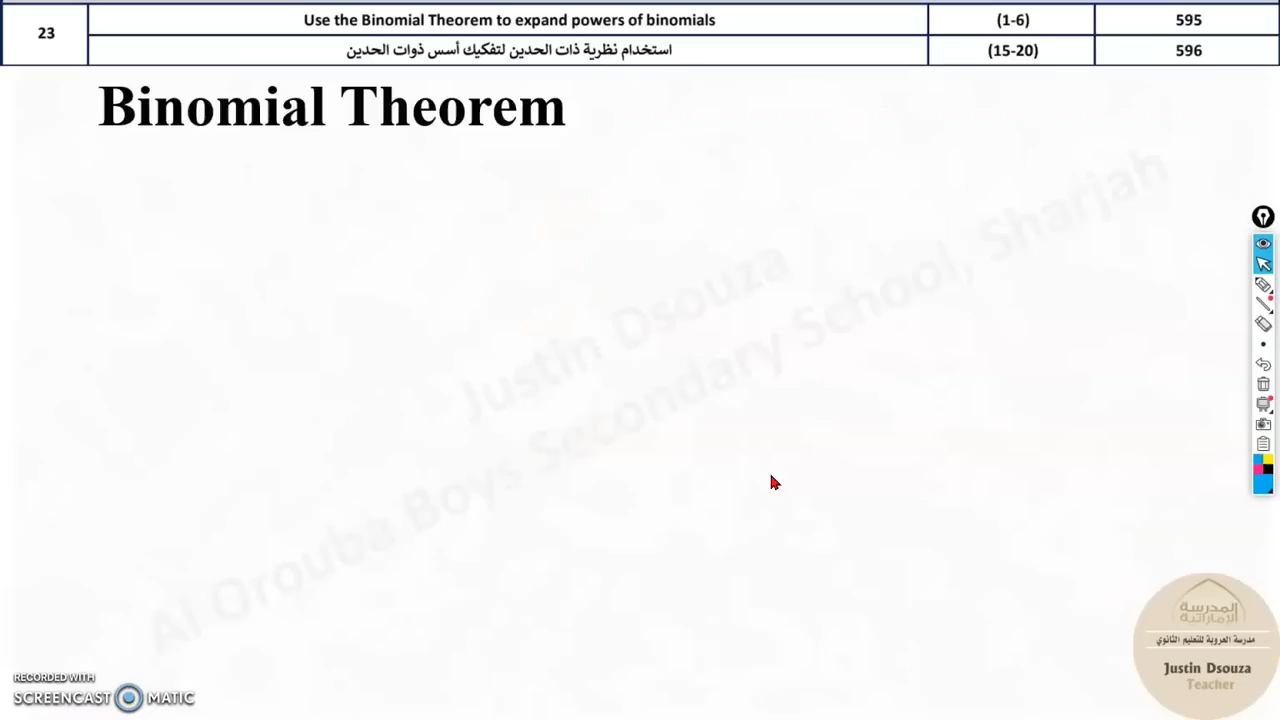 23
Use the Binomial Theorem to expand powers of binomials
(1-6)
595
استخدام نظرية ذات الحدين لتفكيك أسس ذوات الحدين
(15-20)
596
Binomial Theorem
Justin Dsouza
Al Orouba Boys Secondary School, Sharjah
المدرسة
الإماراتية
مدرسة العروبة للتعليم الثانوي
Justin Dsouza
Teacher
RECORDED WITH
SCREENCAST MATIC